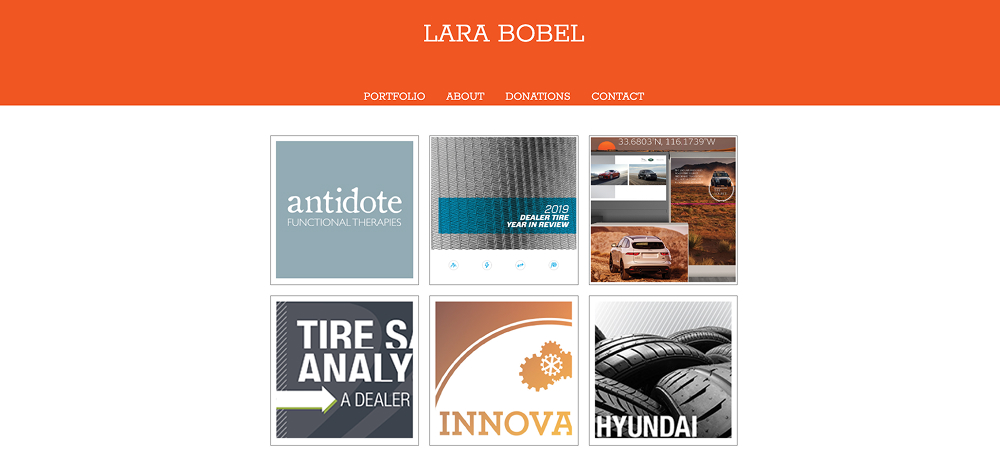 LARA BOBEL
PORTFOLIO ABOUT DONATIONS CONTACT
antidote
FUNCTIONAL THERAPIES
2019
DEALER TIRE
YEAR IN REVIEW
33.6803°N, 116.1739°W
TIRE SA
ANALY
A DEALER
INNOVA
HYUNDAI